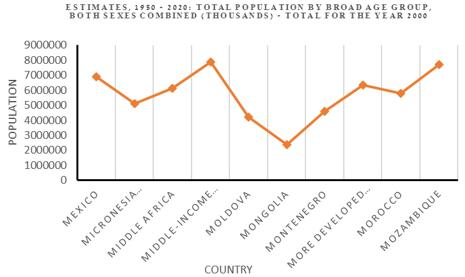 ESTIMATES, 1950 - 2020: TOTAL POPULATION BY BROAD AGE GROUP,
BOTH SEXES COMBINED (THOUSANDS) - TOTAL FOR THE YEAR 2000
9000000
8000000
7000000
6000000
5000000
4000000
3000000
2000000
1000000
0
POPULATION
MEXICO
MICRONESIA...
MIDDLE AFRICA
MIDDLE-INCOME...
MOLDOVA
MONGOLIA
MONTENEGRO
MORE DEVELOPED...
MOROCCO
MOZAMBIQUE
COUNTRY